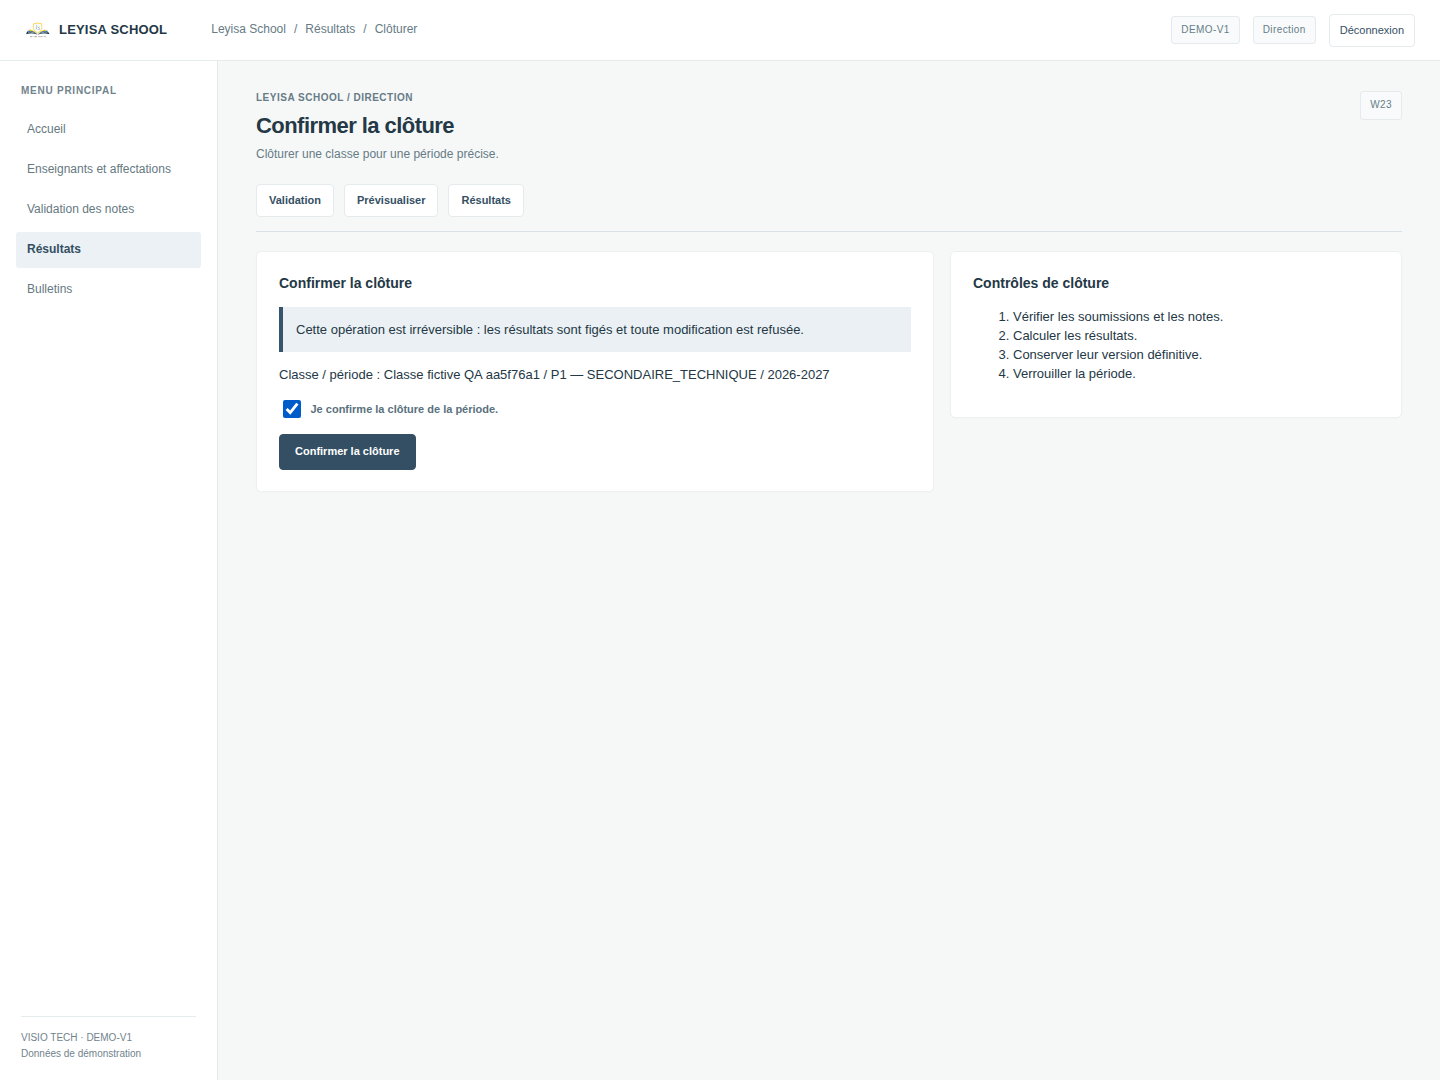 LEYISA SCHOOL
Leyisa School / Résultats / Clôturer
DEMO-V1
Direction
Déconnexion
MENU PRINCIPAL
Accueil
Enseignants et affectations
Validation des notes
Résultats
Bulletins
VISIO TECH · DEMO-V1
Données de démonstration
LEYISA SCHOOL / DIRECTION
W23
Confirmer la clôture
Clôturer une classe pour une période précise.
Validation
Prévisualiser
Résultats
Confirmer la clôture
Cette opération est irréversible : les résultats sont figés et toute modification est refusée.
Classe / période : Classe fictive QA aa5f76a1 / P1 — SECONDAIRE_TECHNIQUE / 2026-2027
Je confirme la clôture de la période.
Confirmer la clôture
Contrôles de clôture
1. Vérifier les soumissions et les notes.
2. Calculer les résultats.
3. Conserver leur version définitive.
4. Verrouiller la période.